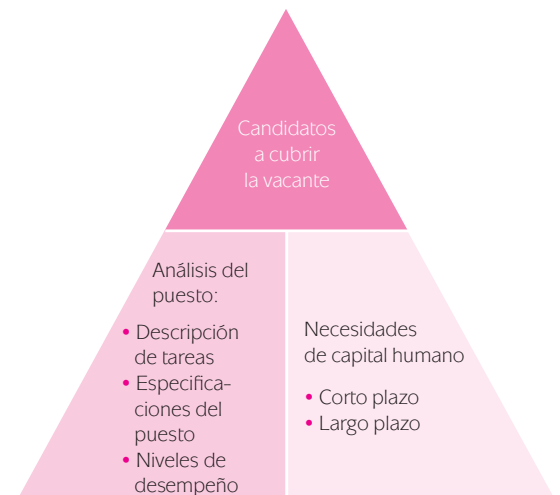 Candidatos
a cubrir
la vacante
Análisis del
puesto:
• Descripción
de tareas
• Especifica-
ciones del
puesto
• Niveles de
desempeño
Necesidades
de capital humano
• Corto plazo
• Largo plazo